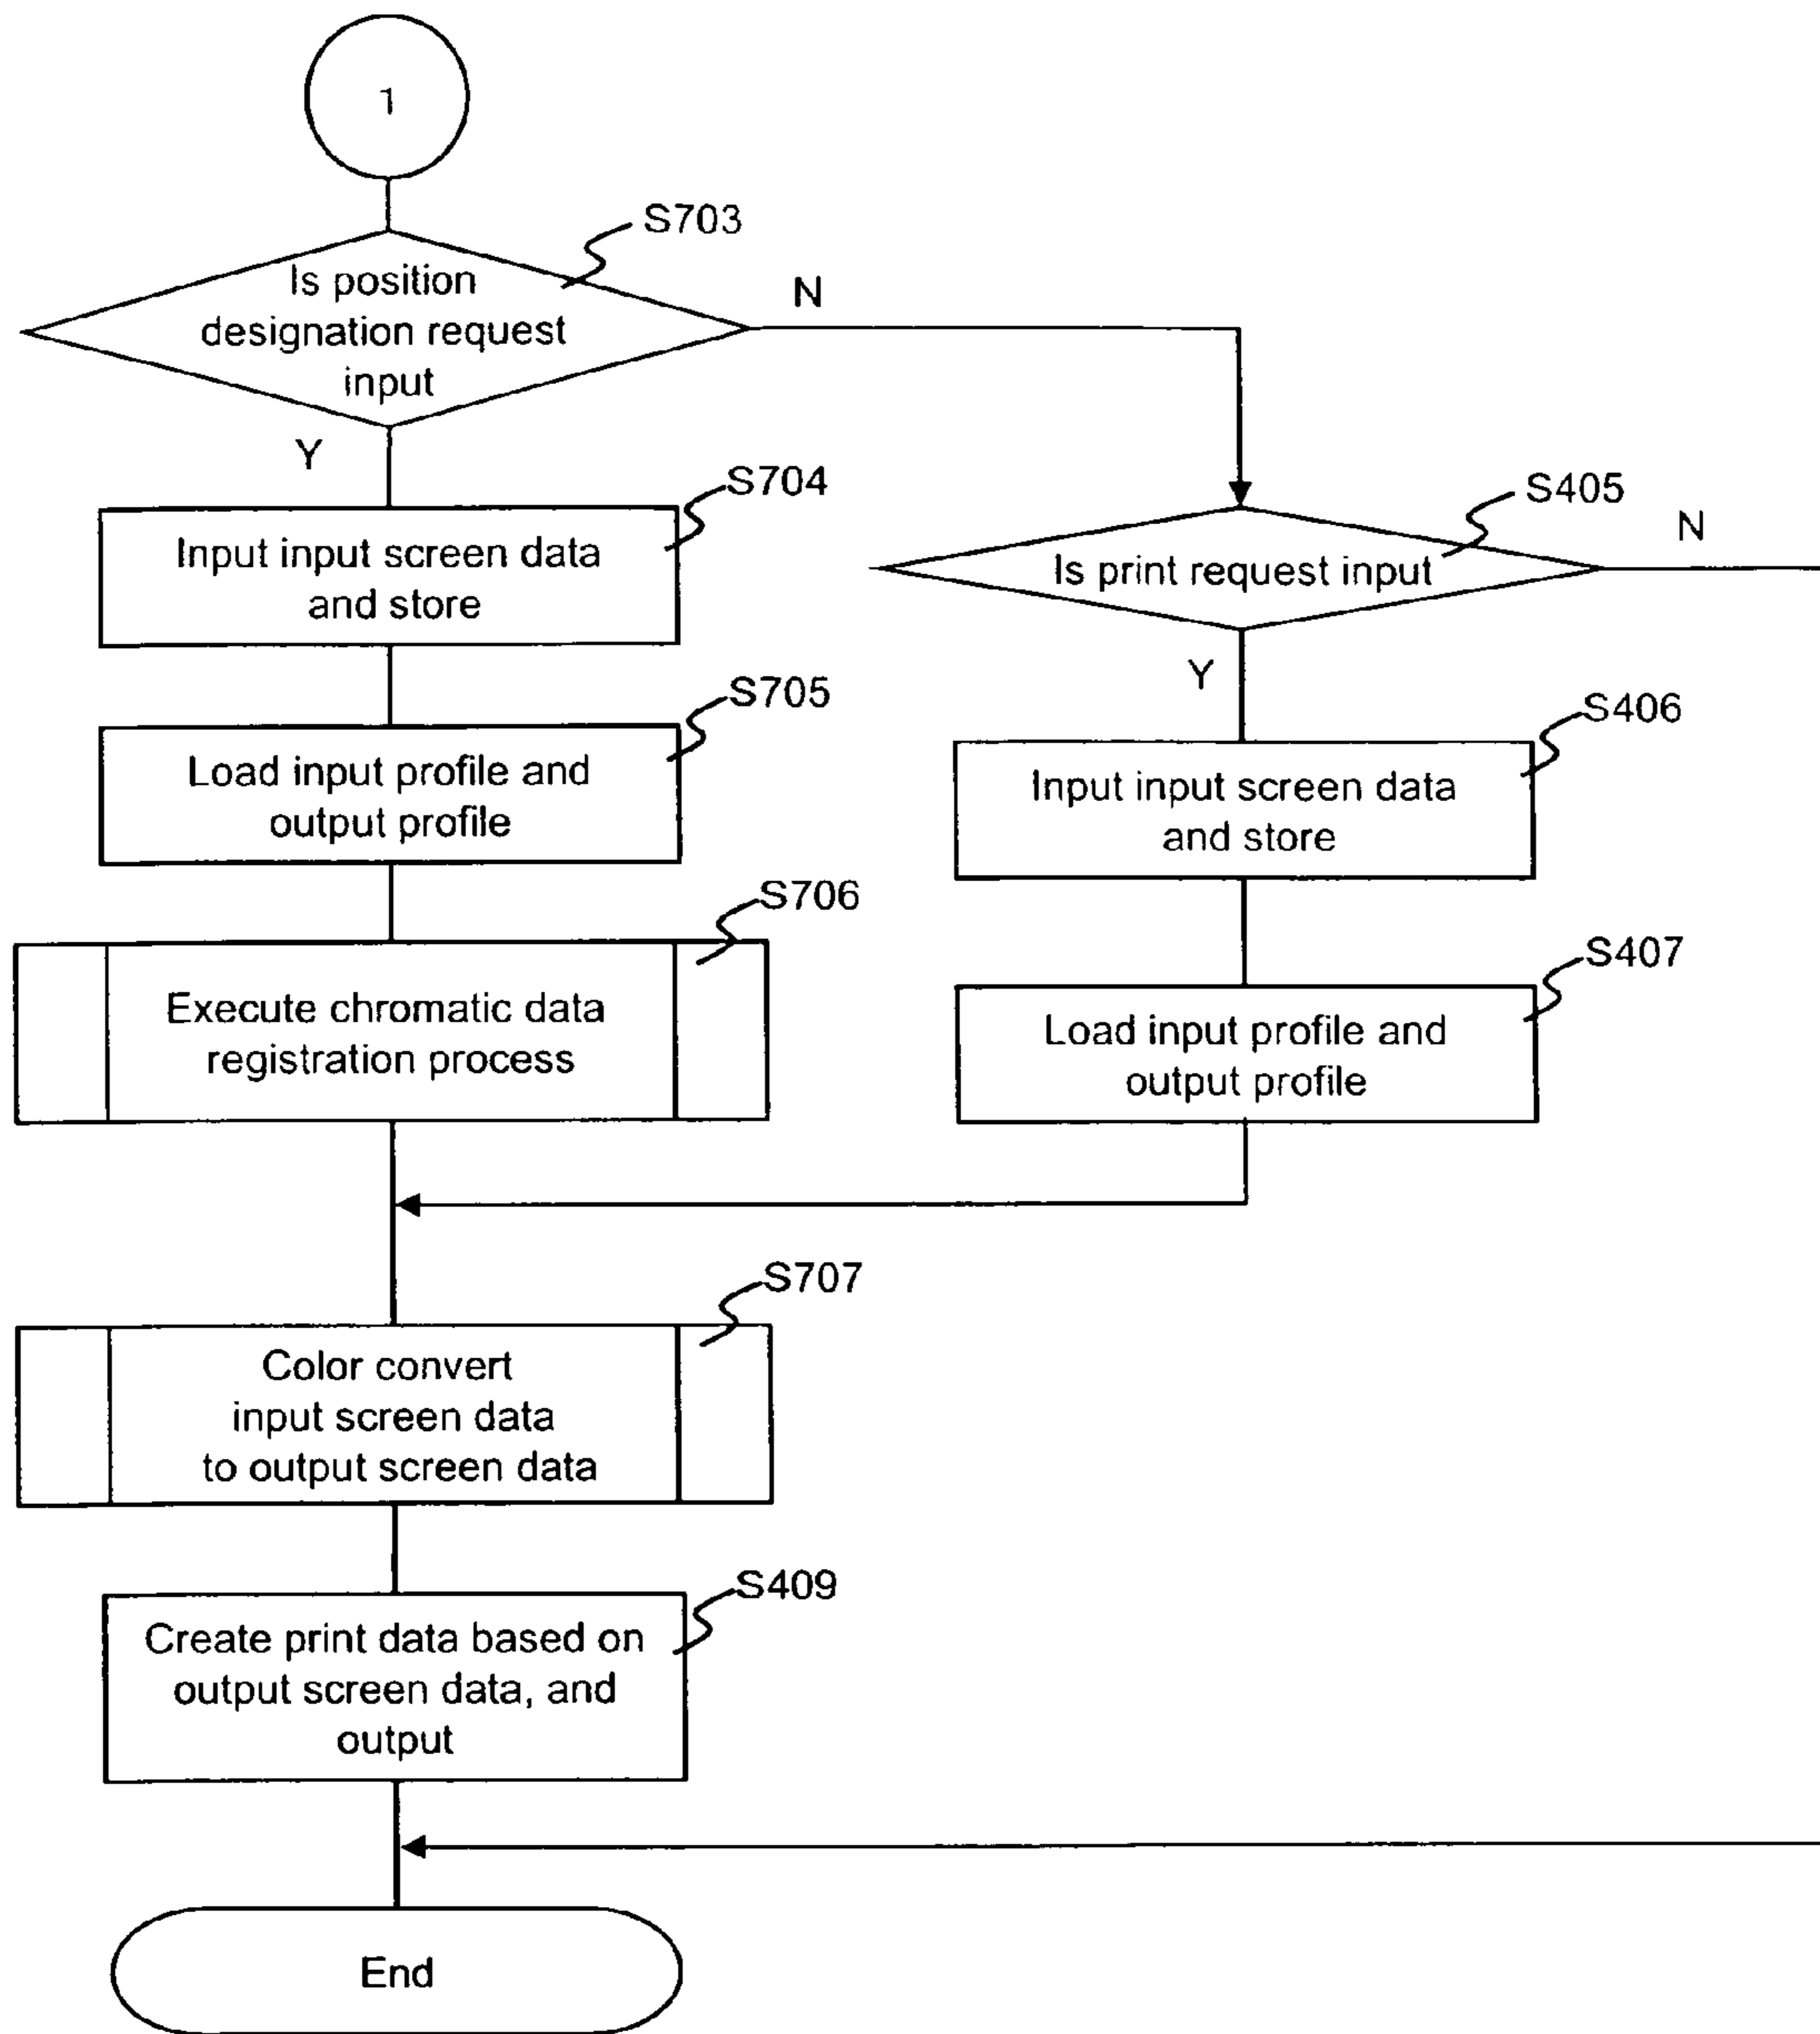 1
S703
Is position
designation request
input
N
Y
S704
Input input screen data
and store
S405
Is print request input
N
Y
S705
Load input profile and
output profile
S406
Input input screen data
and store
S706
Execute chromatic data
registration process
S407
Load input profile and
output profile
S707
Color convert
input screen data
to output screen data
S409
Create print data based on
output screen data, and
output
End